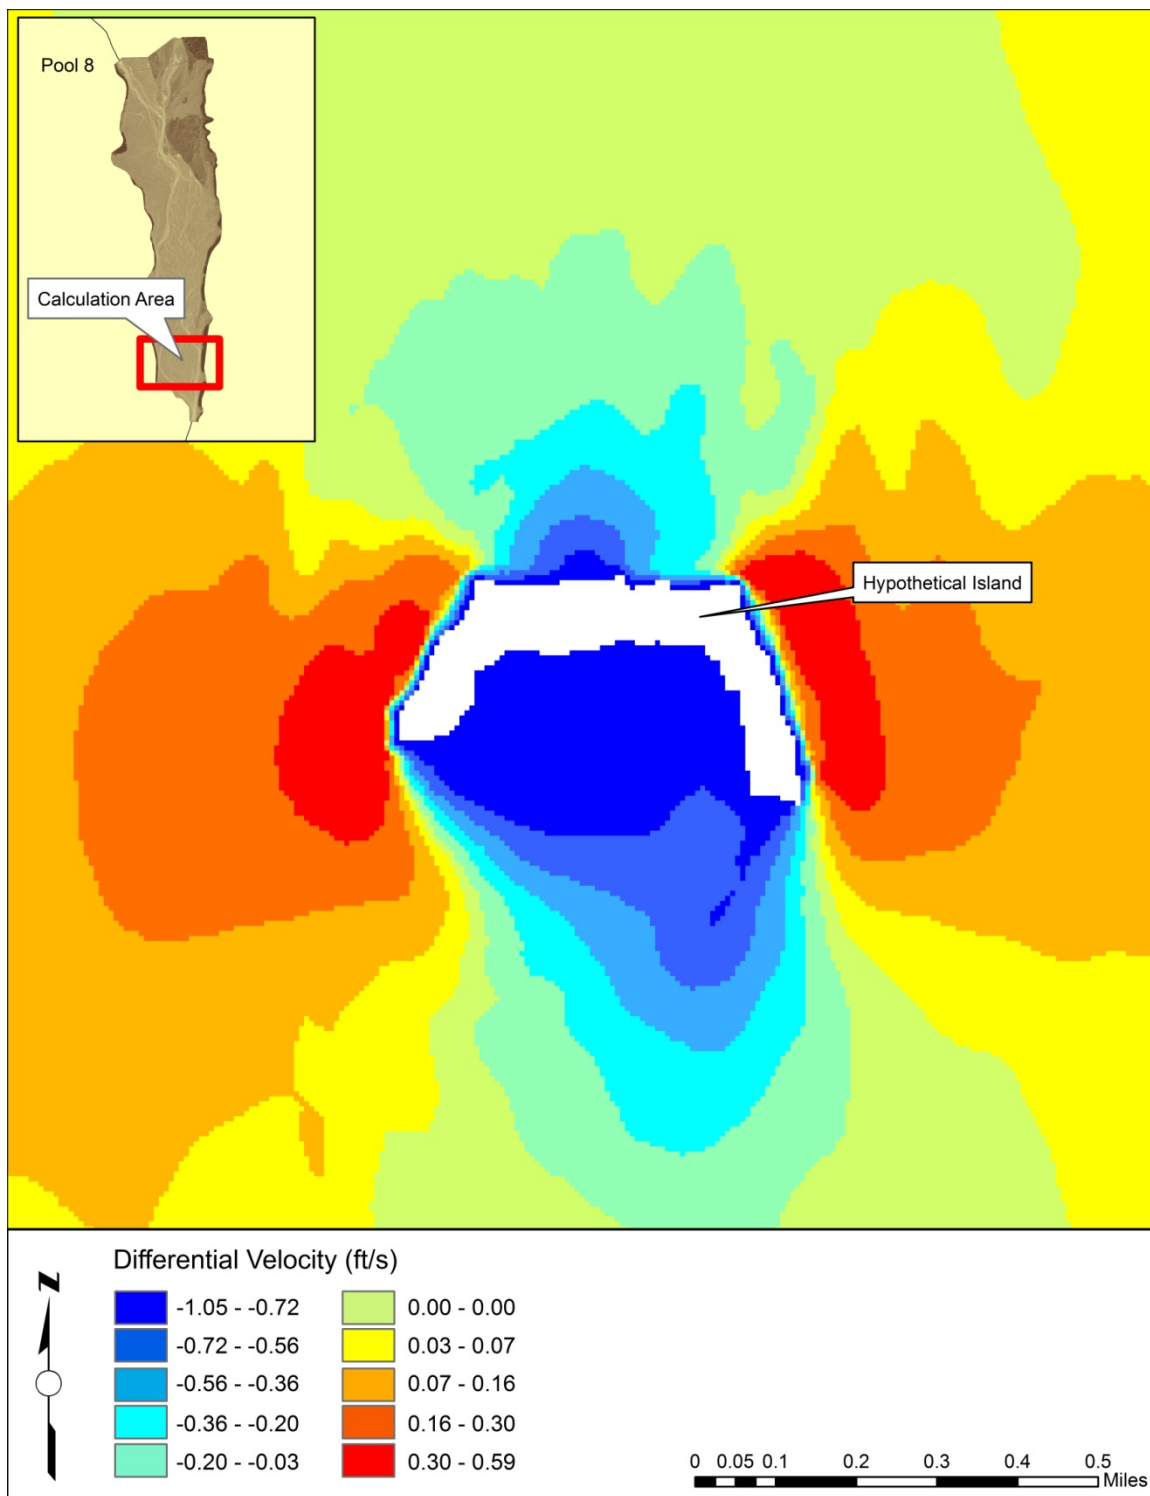 Pool 8
Calculation Area
Hypothetical Island
Differential Velocity (ft/s)
-1.05 - -0.72
-0.72 - -0.56
-0.56 - -0.36
-0.36 - -0.20
-0.20 - -0.03
0.00 - 0.00
0.03 - 0.07
0.07 - 0.16
0.16 - 0.30
0.30 - 0.59
N
0 0.05 0.1 0.2 0.3 0.4 0.5
Miles